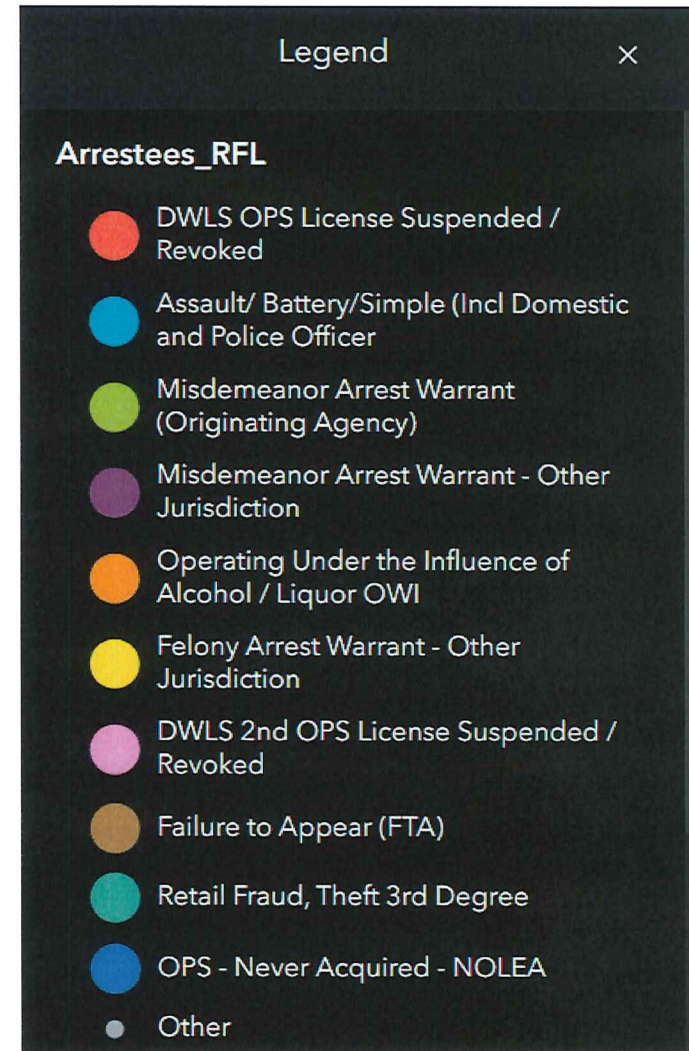 Legend ×
Arrestees_RFL
DWLS OPS License Suspended /
Revoked
Assault/ Battery/Simple (Incl Domestic
and Police Officer
Misdemeanor Arrest Warrant
(Originating Agency)
Misdemeanor Arrest Warrant - Other
Jurisdiction
Operating Under the Influence of
Alcohol / Liquor OWI
Felony Arrest Warrant - Other
Jurisdiction
DWLS 2nd OPS License Suspended /
Revoked
Failure to Appear (FTA)
Retail Fraud, Theft 3rd Degree
OPS - Never Acquired - NOLEA
Other